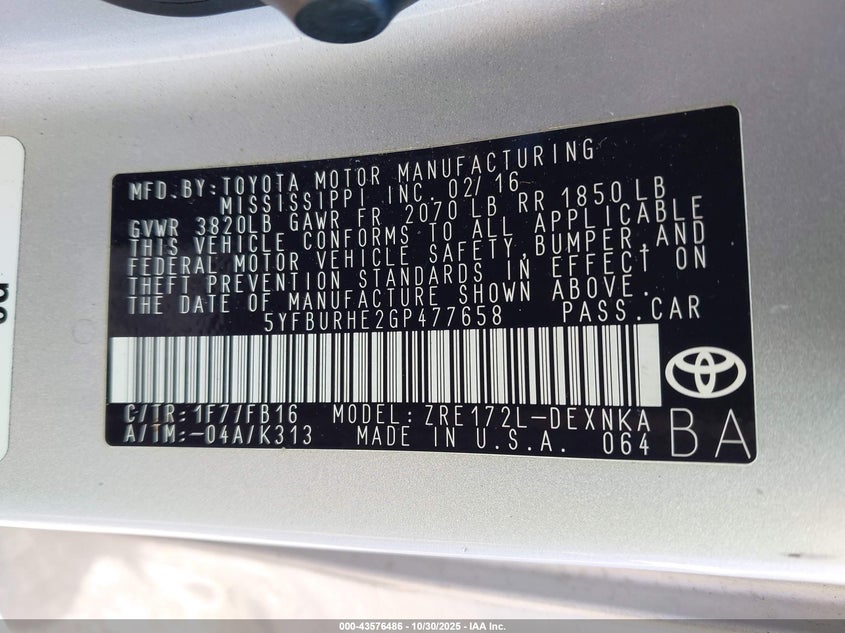 MFD. BY: TOYOTA MOTOR MANUFACTURING
MISSISSIPPI INC. 02/16
GVWR 3820LB GAWR FR 2070 LB RR 1850 LB
THIS VEHICLE CONFORMS TO ALL APPLICABLE
FEDERAL MOTOR VEHICLE SAFETY, BUMPER, AND
THEFT PREVENTION STANDARDS IN EFFECT ON
THE DATE OF MANUFACTURE SHOWN ABOVE.
5YFBURHE2GP477658 PASS.CAR
C/TR: 1F7/FB16 MODEL: ZRE172L-DEXNKA
A/TM: -04A/K313 MADE IN U.S.A. 064
BA
000-43576486 - 10/30/2025 - IAA Inc.